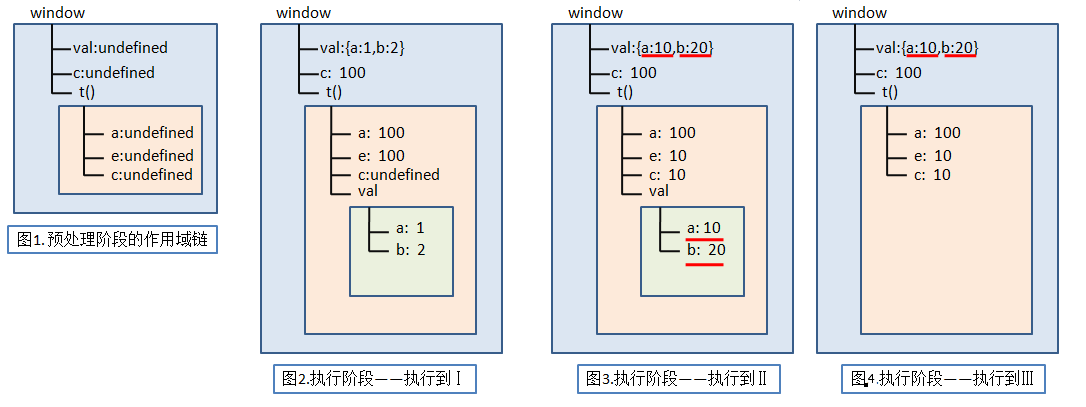 window
val:undefined
c:undefined
t()
a:undefined
e:undefined
c:undefined
图1.预处理阶段的作用域链
window
val:{a:1,b:2}
c: 100
t()
a: 100
e: 100
c:undefined
val
a: 1
b: 2
图2.执行阶段——执行到Ⅰ
window
val:{a:10,b:20}
c: 100
t()
a: 100
e: 10
c: 10
val
a: 10
b: 20
图3.执行阶段——执行到Ⅱ
window
val:{a:10,b:20}
c: 100
t()
a: 100
e: 10
c: 10
图4.执行阶段——执行到Ⅲ